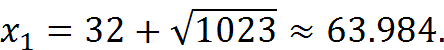 x₁ = 32 + √1023 ≈ 63.984.